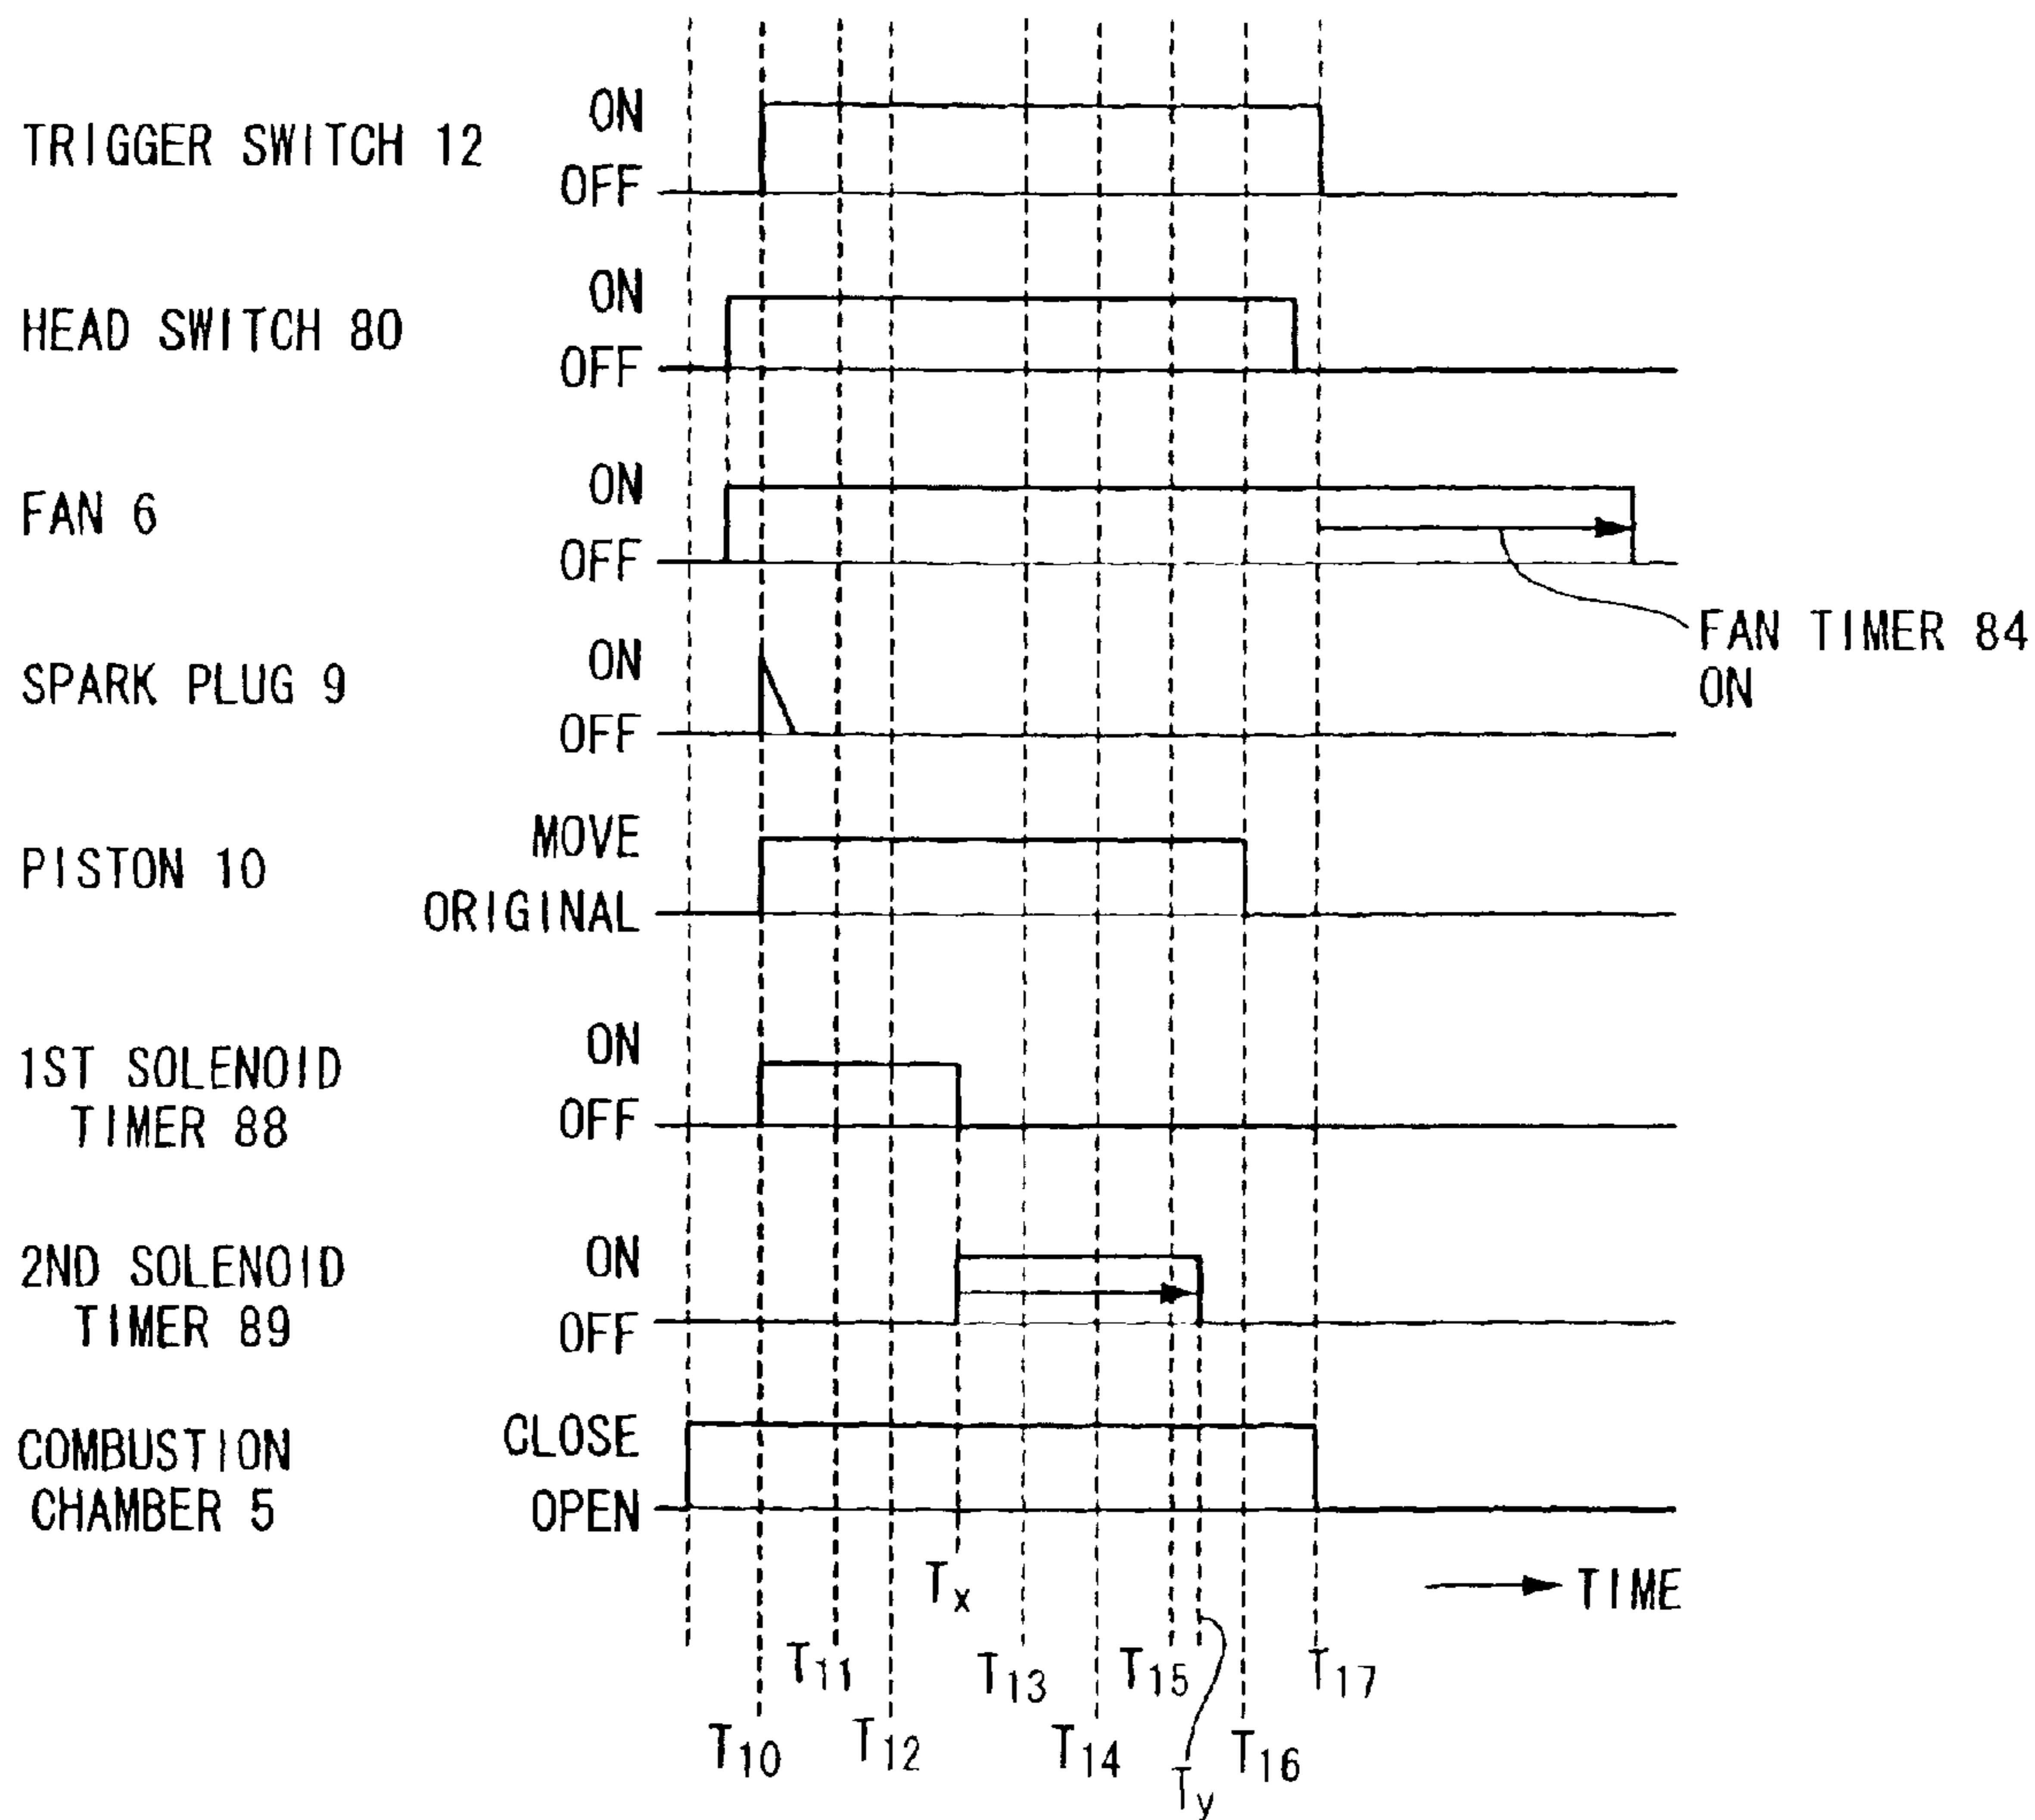 TRIGGER SWITCH 12
ON
OFF
HEAD SWITCH 80
ON
OFF
FAN 6
ON
OFF
FAN TIMER 84
ON
SPARK PLUG 9
ON
OFF
PISTON 10
MOVE
ORIGINAL
1ST SOLENOID
TIMER 88
ON
OFF
2ND SOLENOID
TIMER 89
ON
OFF
COMBUSTION
CHAMBER 5
CLOSE
OPEN
TIME
Tx
T11
T13
T15
T17
T10
T12
T14
T16
Ty